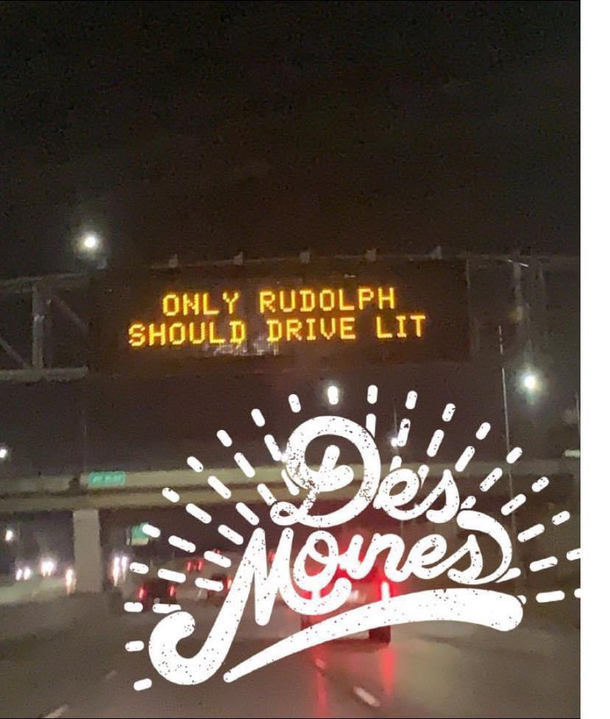 ONLY RUDOLPH
SHOULD DRIVE LIT
Des
Moines